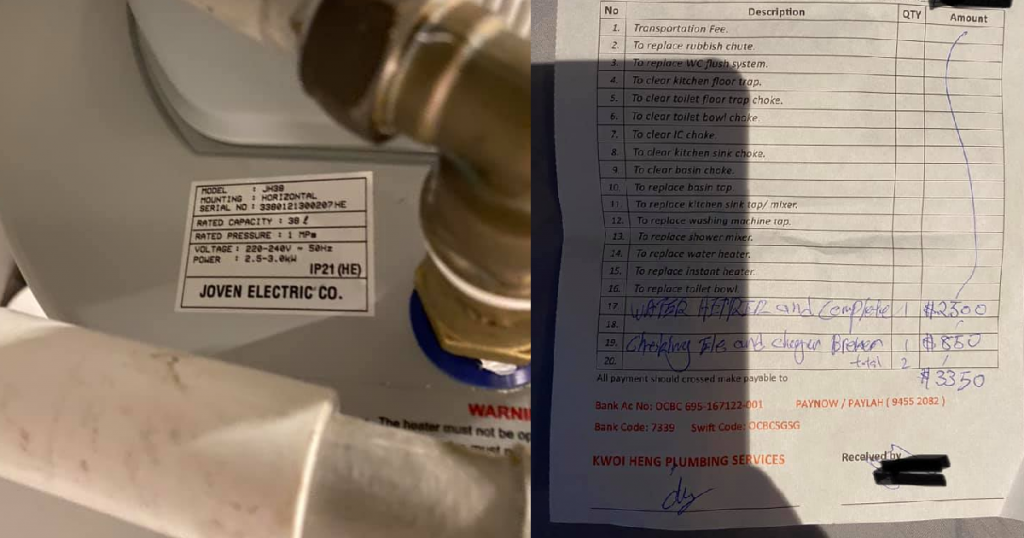 MODEL : JH38
MOUNTING : HORIZONTAL
SERIAL NO : 338012130020​7HE
RATED CAPACITY : 38 ℓ
RATED PRESSURE : 1 MPa
VOLTAGE : 220-240V ~ 50Hz
POWER : 2.5-3.0kW
IP21 (HE)
JOVEN ELECTRIC CO.
The heater must not be op
No Description QTY Amount
1. Transportation Fee.
2. To replace rubbish chute.
3. To replace WC flush system.
4. To clear kitchen floor trap.
5. To clear toilet floor trap choke.
6. To clear toilet bowl choke.
7. To clear IC choke.
8. To clear kitchen sink choke.
9. To clear basin choke.
10. To replace basin tap
11. To replace kitchen sink tap/ mixer.
12. To replace washing machine tap.
13. To replace shower mixer.
14. To replace water heater.
15. To replace instant heater.
16. To replace toilet bowl.
17. WATER HEATER and Complete 1 $2500
18.
19. and broken 1 $850
20. total 2
$3350
All payment should crossed make payable to
Bank Ac No: OCBC 695-167122-001 PAYNOW / PAYLAH ( 9455 2082 )
Bank Code: 7339 Swift Code: OCBCSGSG
KWOI HENG PLUMBING SERVICES
Received by